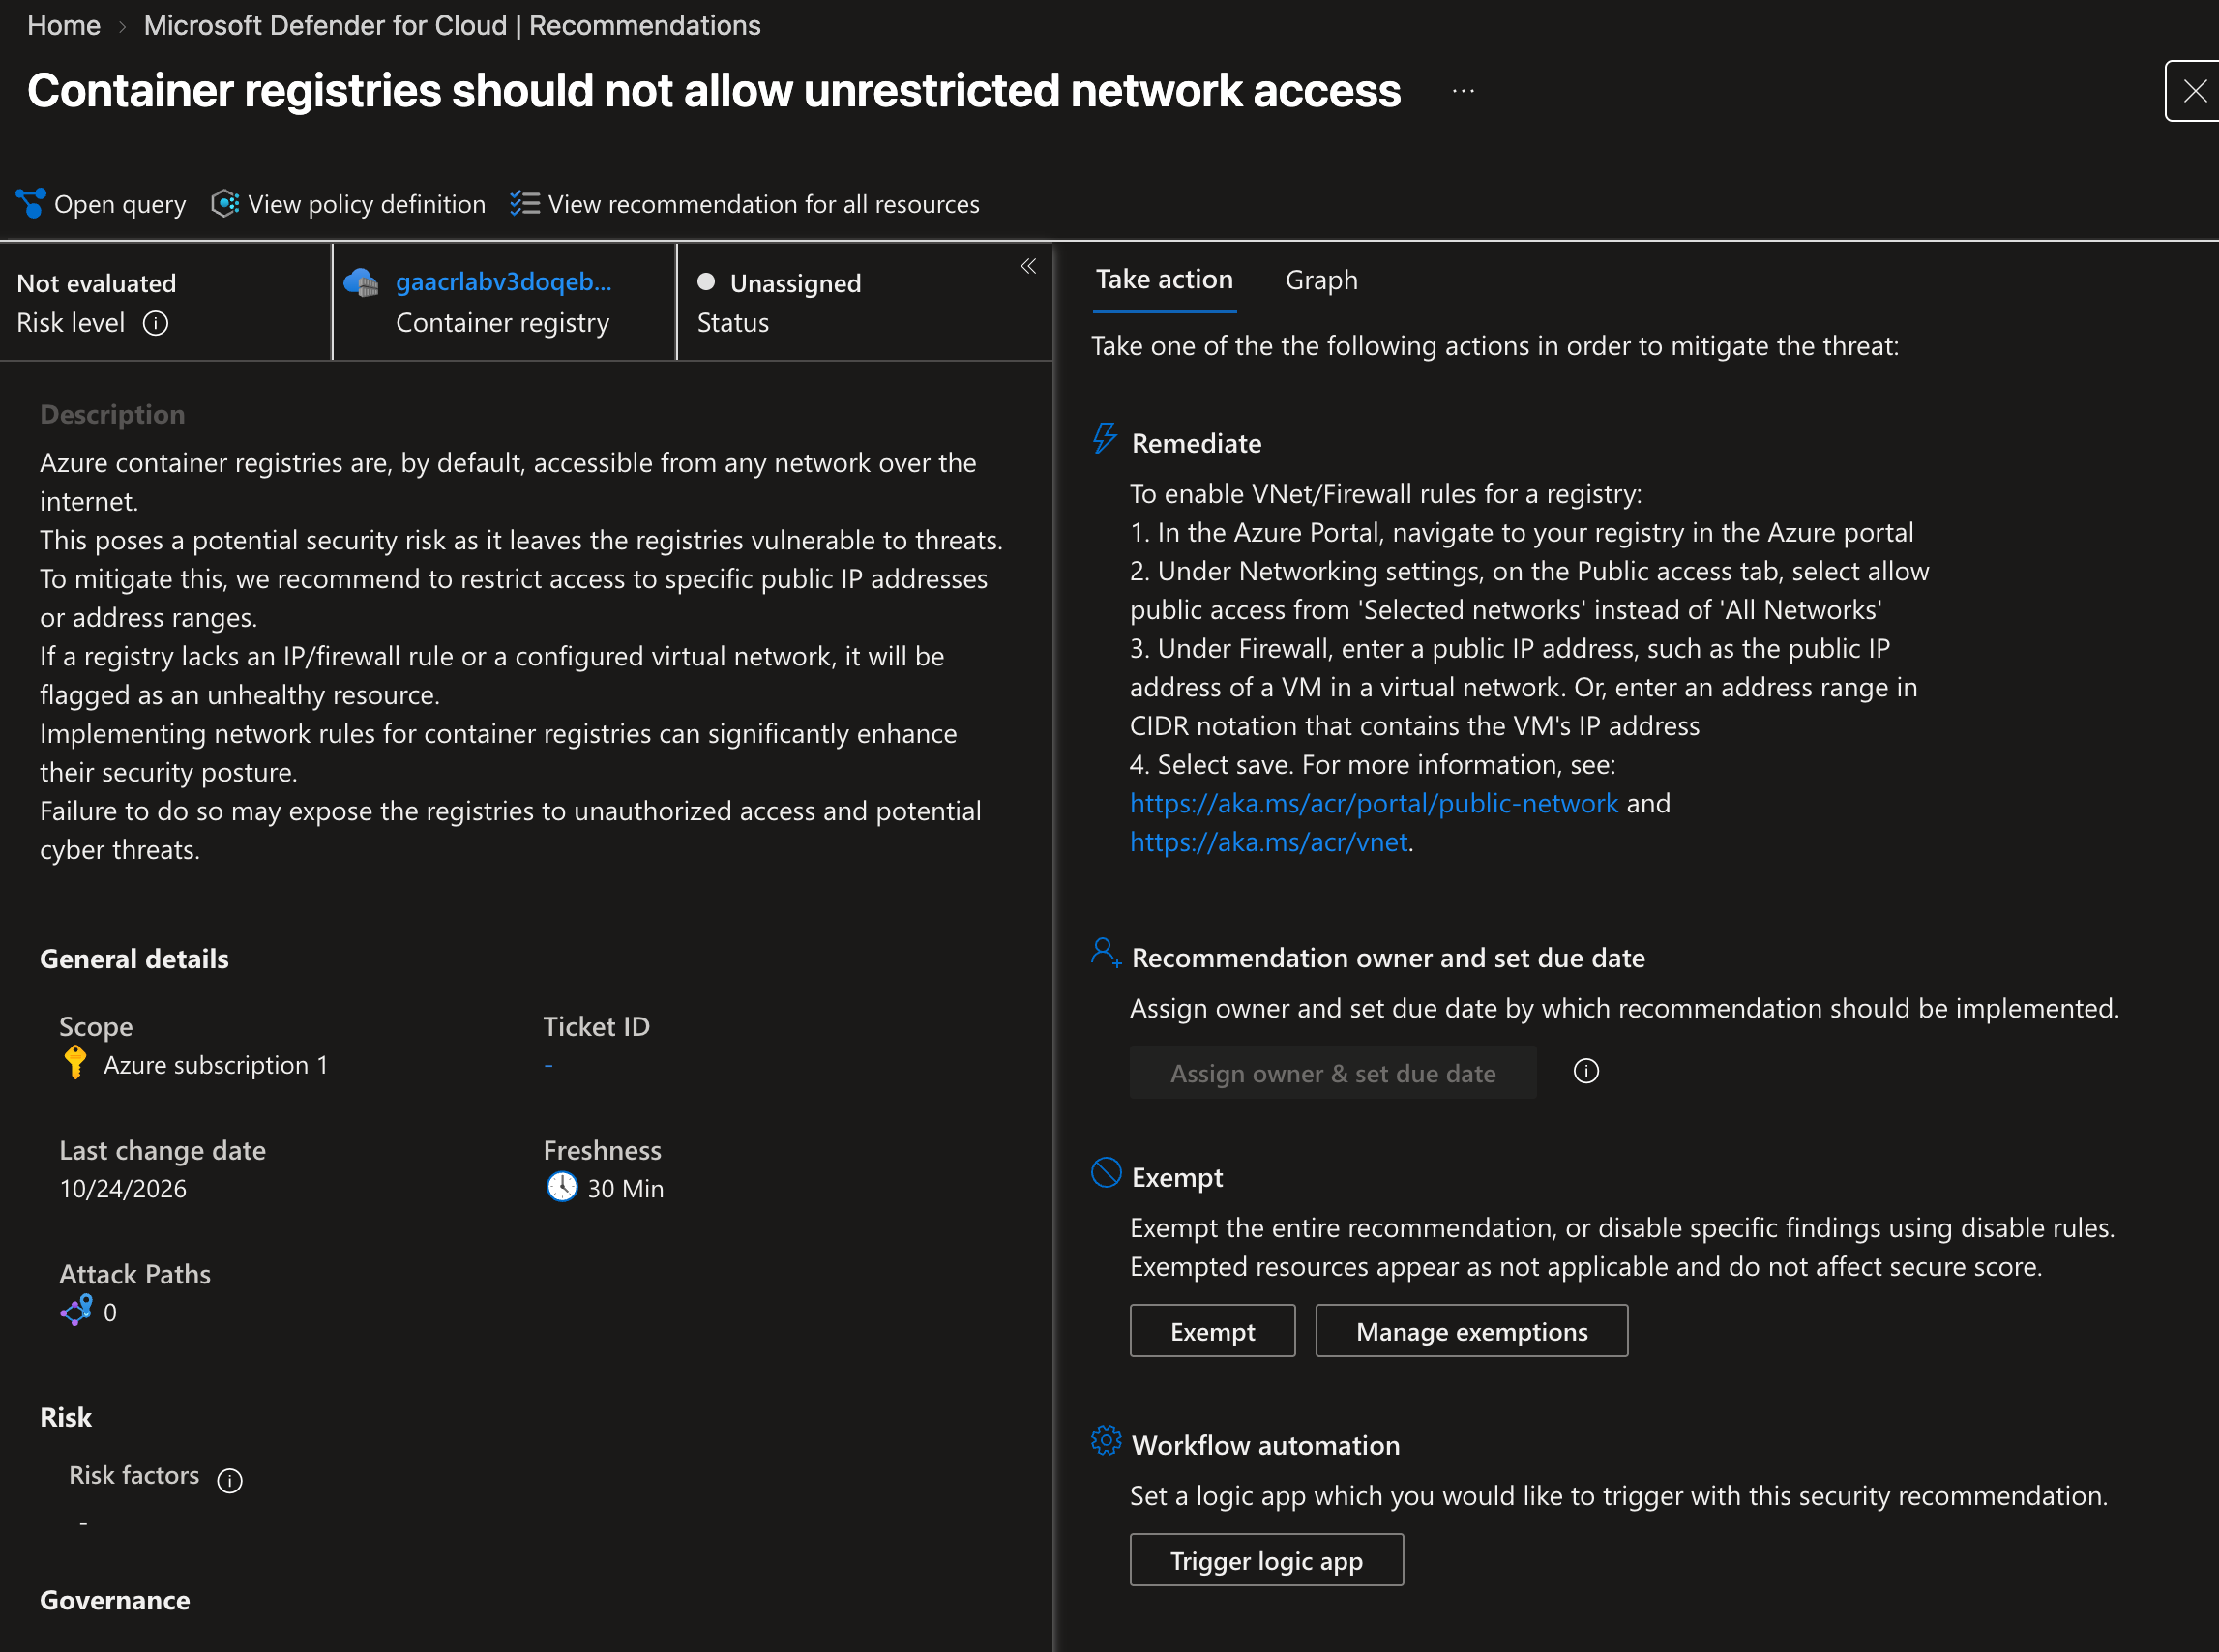 Home > Microsoft Defender for Cloud | Recommendations
Container registries should not allow unrestricted network access ...
Open query View policy definition View recommendation for all resources
Not evaluated
Risk level
gaacrlabv3doqeb...
Container registry
Unassigned
Status
Description
Azure container registries are, by default, accessible from any network over the
internet.
This poses a potential security risk as it leaves the registries vulnerable to threats.
To mitigate this, we recommend to restrict access to specific public IP addresses
or address ranges.
If a registry lacks an IP/firewall rule or a configured virtual network, it will be
flagged as an unhealthy resource.
Implementing network rules for container registries can significantly enhance
their security posture.
Failure to do so may expose the registries to unauthorized access and potential
cyber threats.
General details
Scope
Azure subscription 1
Ticket ID
-
Last change date
10/24/2026
Freshness
30 Min
Attack Paths
0
Risk
Risk factors
-
Governance
Take action Graph
Take one of the the following actions in order to mitigate the threat:
Remediate
To enable VNet/Firewall rules for a registry:
1. In the Azure Portal, navigate to your registry in the Azure portal
2. Under Networking settings, on the Public access tab, select allow
public access from 'Selected networks' instead of 'All Networks'
3. Under Firewall, enter a public IP address, such as the public IP
address of a VM in a virtual network. Or, enter an address range in
CIDR notation that contains the VM's IP address
4. Select save. For more information, see:
https://aka.ms/acr/portal/public-network and
https://aka.ms/acr/vnet.
Recommendation owner and set due date
Assign owner and set due date by which recommendation should be implemented.
Assign owner & set due date
Exempt
Exempt the entire recommendation, or disable specific findings using disable rules.
Exempted resources appear as not applicable and do not affect secure score.
Exempt Manage exemptions
Workflow automation
Set a logic app which you would like to trigger with this security recommendation.
Trigger logic app